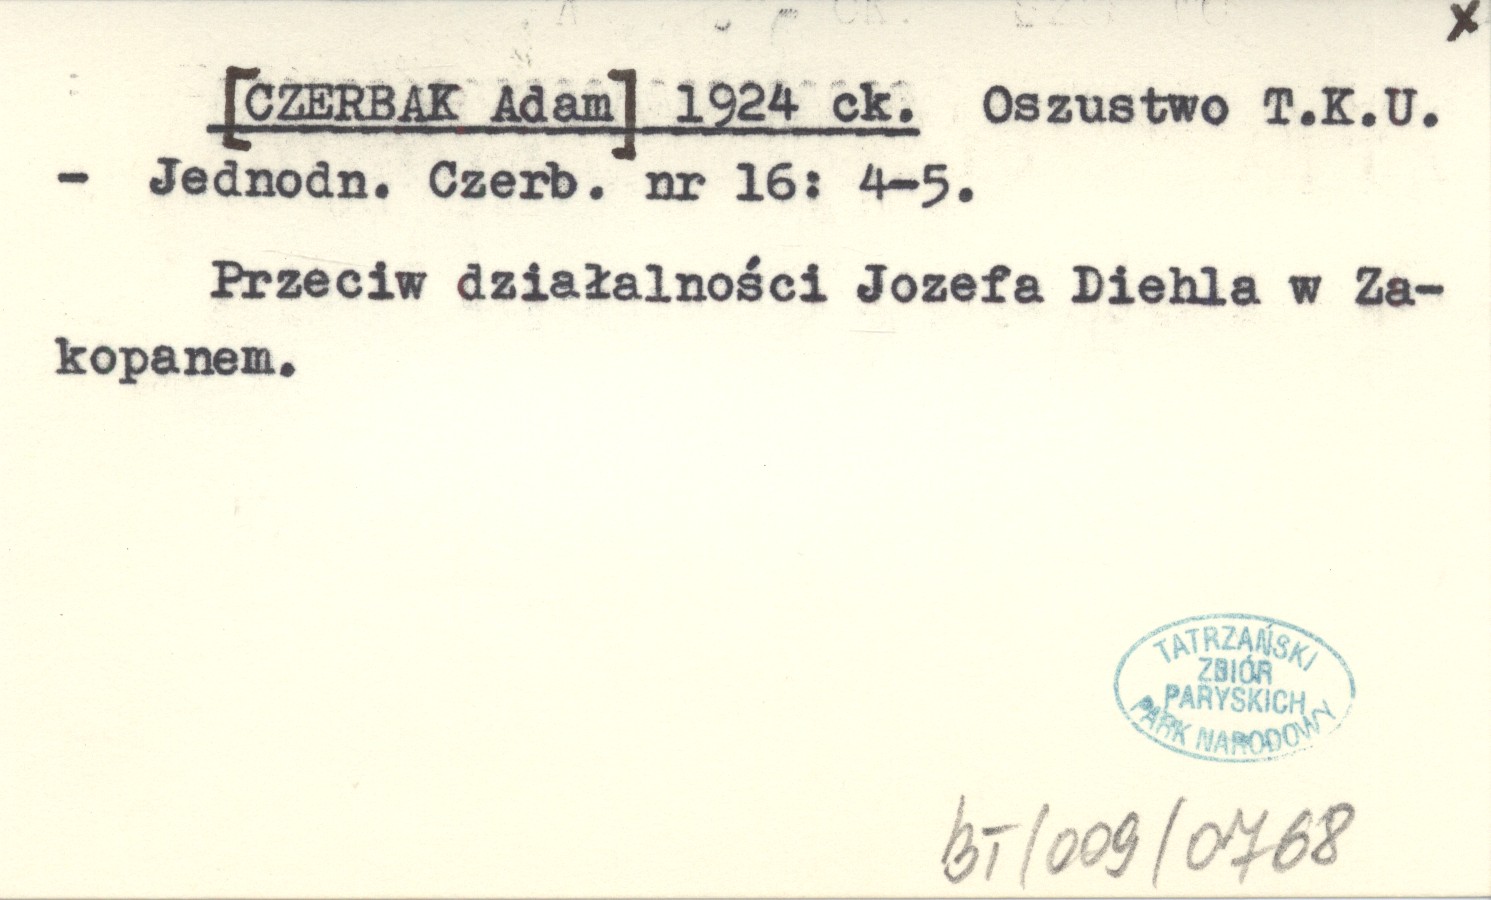 x
[CZERBAK Adam] 1924 ck. Oszustwo T.K.U.
- Jednodn. Czerb. nr 16: 4-5.
Przeciw działalności Jozefa Diehla w Za-
kopanem.
TATRZAŃSKI
ZBIÓR
PARYSKICH
PARK NARODOWY
BT/009/0768